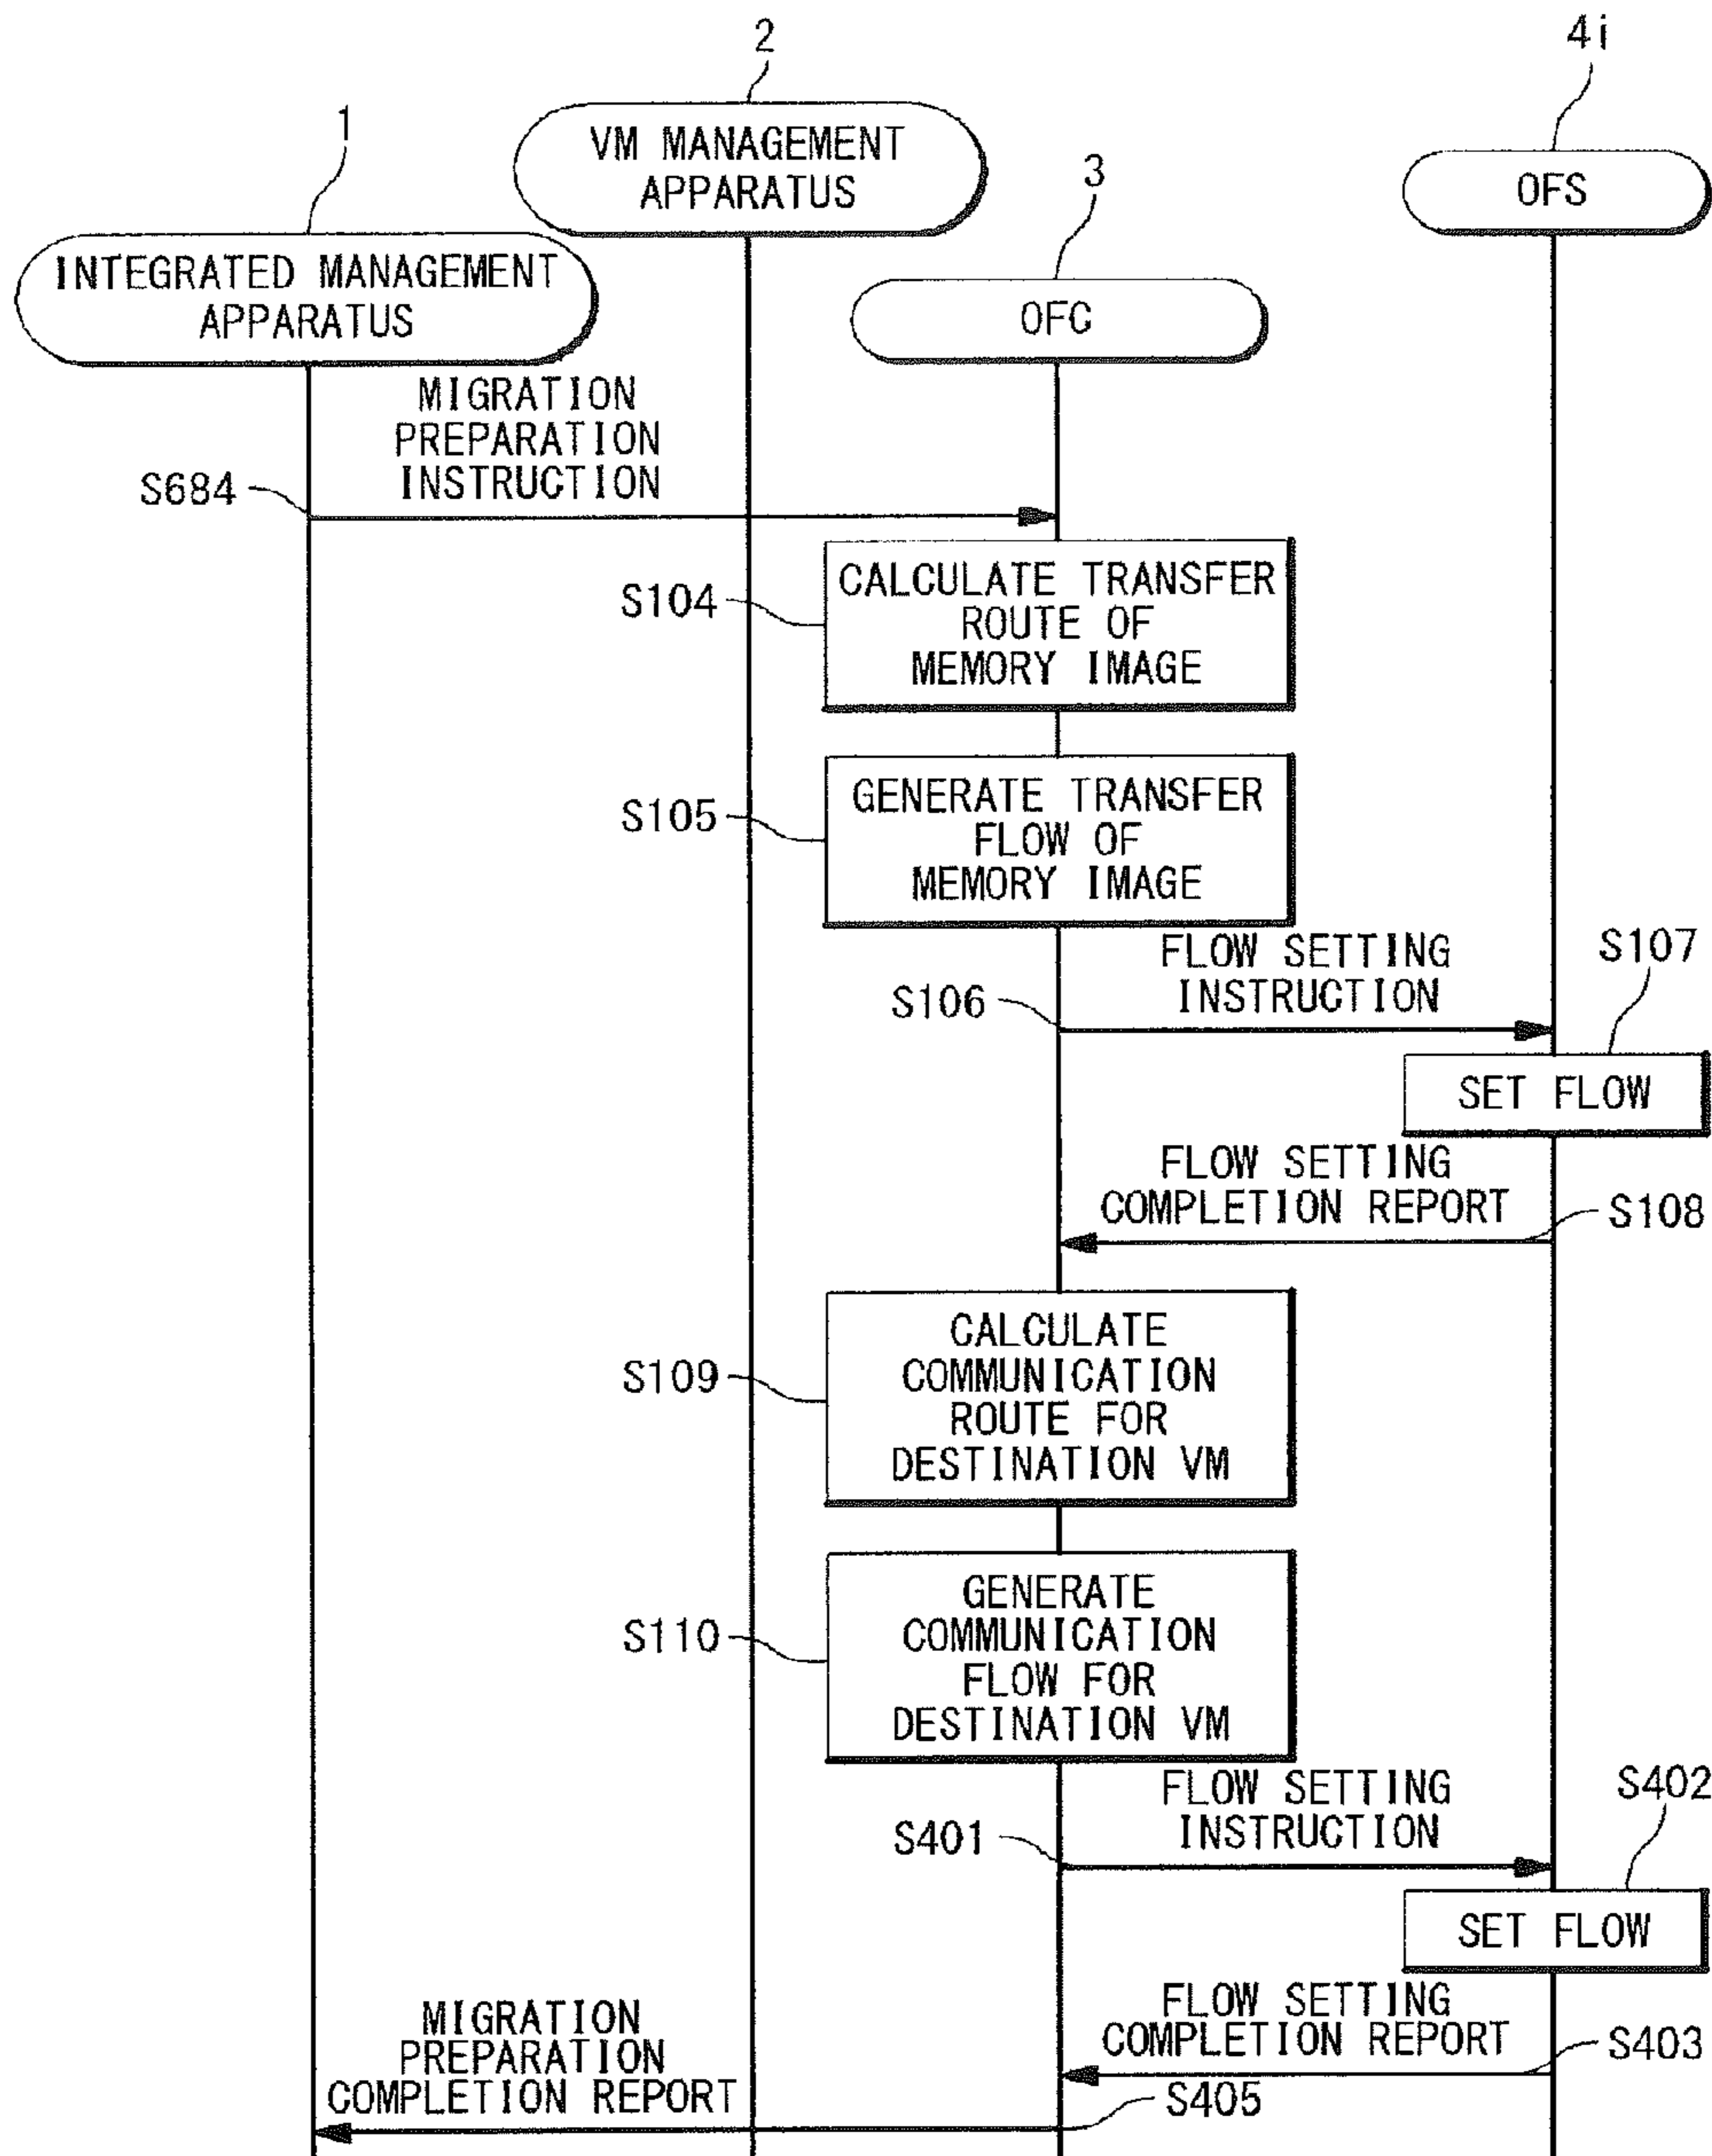 1
2
3
4i
INTEGRATED MANAGEMENT
APPARATUS
VM MANAGEMENT
APPARATUS
OFC
OFS
MIGRATION
PREPARATION
INSTRUCTION
S684
CALCULATE TRANSFER
ROUTE OF
MEMORY IMAGE
S104
GENERATE TRANSFER
FLOW OF
MEMORY IMAGE
S105
FLOW SETTING
INSTRUCTION
S106
S107
SET FLOW
FLOW SETTING
COMPLETION REPORT
S108
CALCULATE
COMMUNICATION
ROUTE FOR
DESTINATION VM
S109
GENERATE
COMMUNICATION
FLOW FOR
DESTINATION VM
S110
FLOW SETTING
INSTRUCTION
S401
S402
SET FLOW
FLOW SETTING
COMPLETION REPORT
S403
MIGRATION
PREPARATION
COMPLETION REPORT
S405